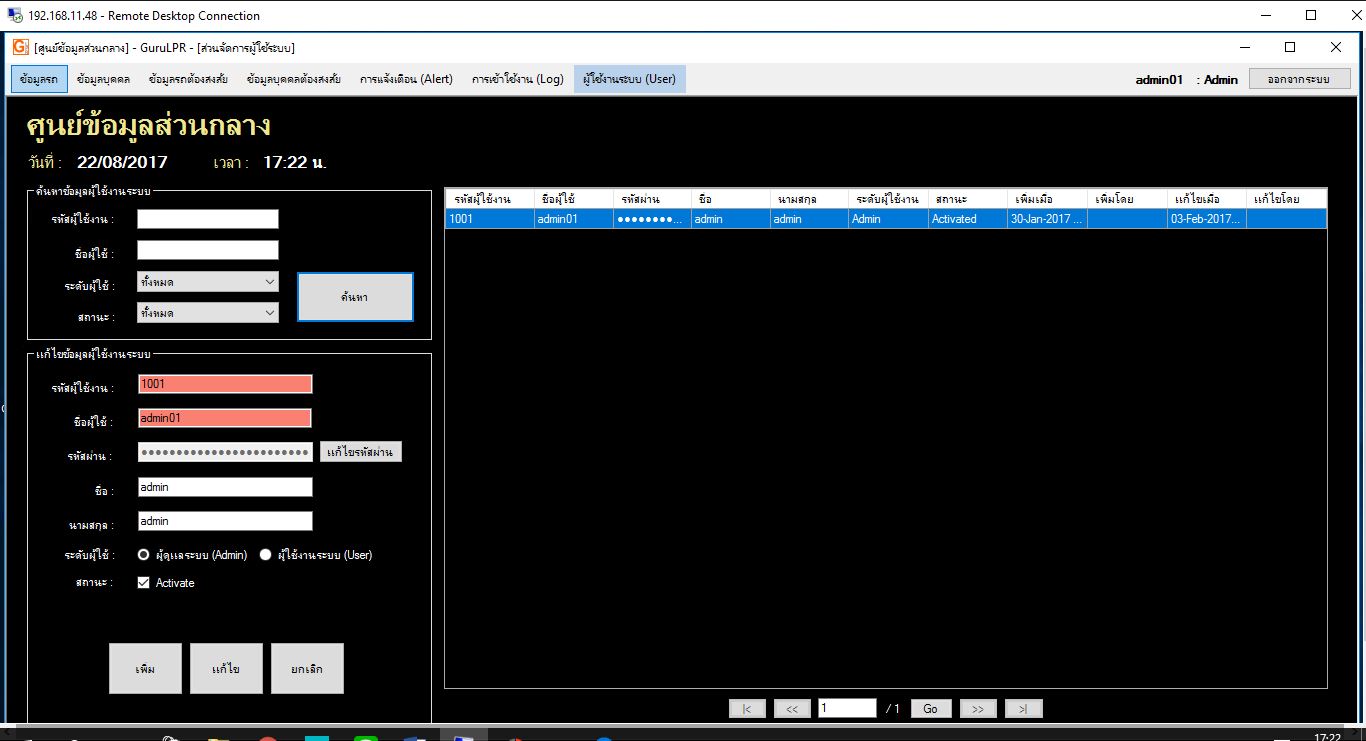 192.168.11.48 - Remote Desktop Connection
[ศูนย์ข้อมูลส่วนกลาง] - GuruLPR - [ส่วนจัดการผู้ใช้ระบบ]
ข้อมูลรถ ข้อมูลบุคคล ข้อมูลรถต้องสงสัย ข้อมูลบุคคลต้องสงสัย การแจ้งเตือน (Alert) การเข้าใช้งาน (Log) ผู้ใช้งานระบบ (User) admin01 : Admin ออกจากระบบ
ศูนย์ข้อมูลส่วนกลาง
วันที่ : 22/08/2017 เวลา : 17:22 น.
ค้นหาข้อมูลผู้ใช้งานระบบ
รหัสผู้ใช้งาน :
ชื่อผู้ใช้ :
ระดับผู้ใช้ : ทั้งหมด
สถานะ : ทั้งหมด
ค้นหา
แก้ไขข้อมูลผู้ใช้งานระบบ
รหัสผู้ใช้งาน : 1001
ชื่อผู้ใช้ : admin01
รหัสผ่าน : ●●●●●●●●●●●●●●●●●●●●●●●● แก้ไขรหัสผ่าน
ชื่อ : admin
นามสกุล : admin
ระดับผู้ใช้ : ผู้ดูแลระบบ (Admin) ผู้ใช้งานระบบ (User)
สถานะ : Activate
เพิ่ม แก้ไข ยกเลิก
รหัสผู้ใช้งาน ชื่อผู้ใช้ รหัสผ่าน ชื่อ นามสกุล ระดับผู้ใช้งาน สถานะ เพิ่มเมื่อ เพิ่มโดย แก้ไขเมื่อ แก้ไขโดย
1001 admin01 ●●●●●●●●... admin admin Admin Activated 30-Jan-2017 ... 03-Feb-2017...
|< << 1 / 1 Go >> >|
17:22